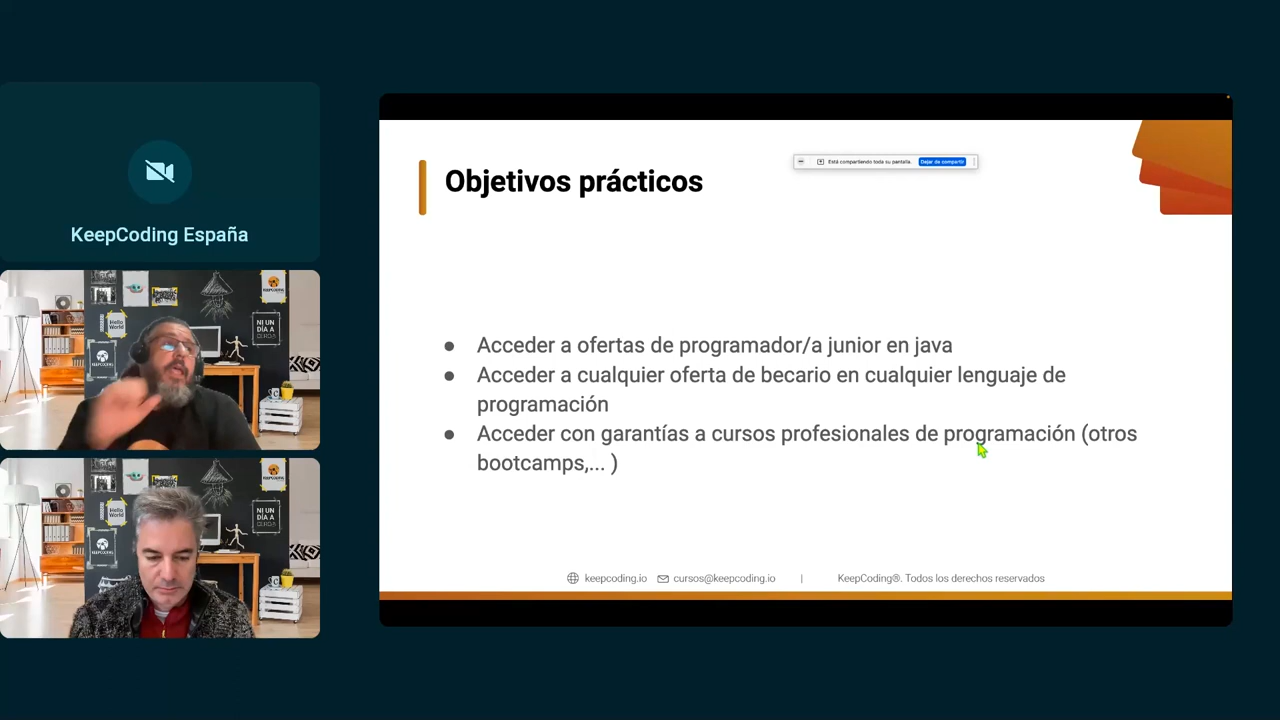 KeepCoding España
Hello
World
NI UN
DÍA A
KEEPCODING
Hello
World
NI UN
DÍA A
KEEPCODING
Está compartiendo toda su pantalla.
Dejar de compartir
Objetivos prácticos
● Acceder a ofertas de programador/a junior en java
● Acceder a cualquier oferta de becario en cualquier lenguaje de
programación
● Acceder con garantías a cursos profesionales de programación (otros
bootcamps,... )
keepcoding.io cursos@keepcoding.io | KeepCoding®. Todos los derechos reservados